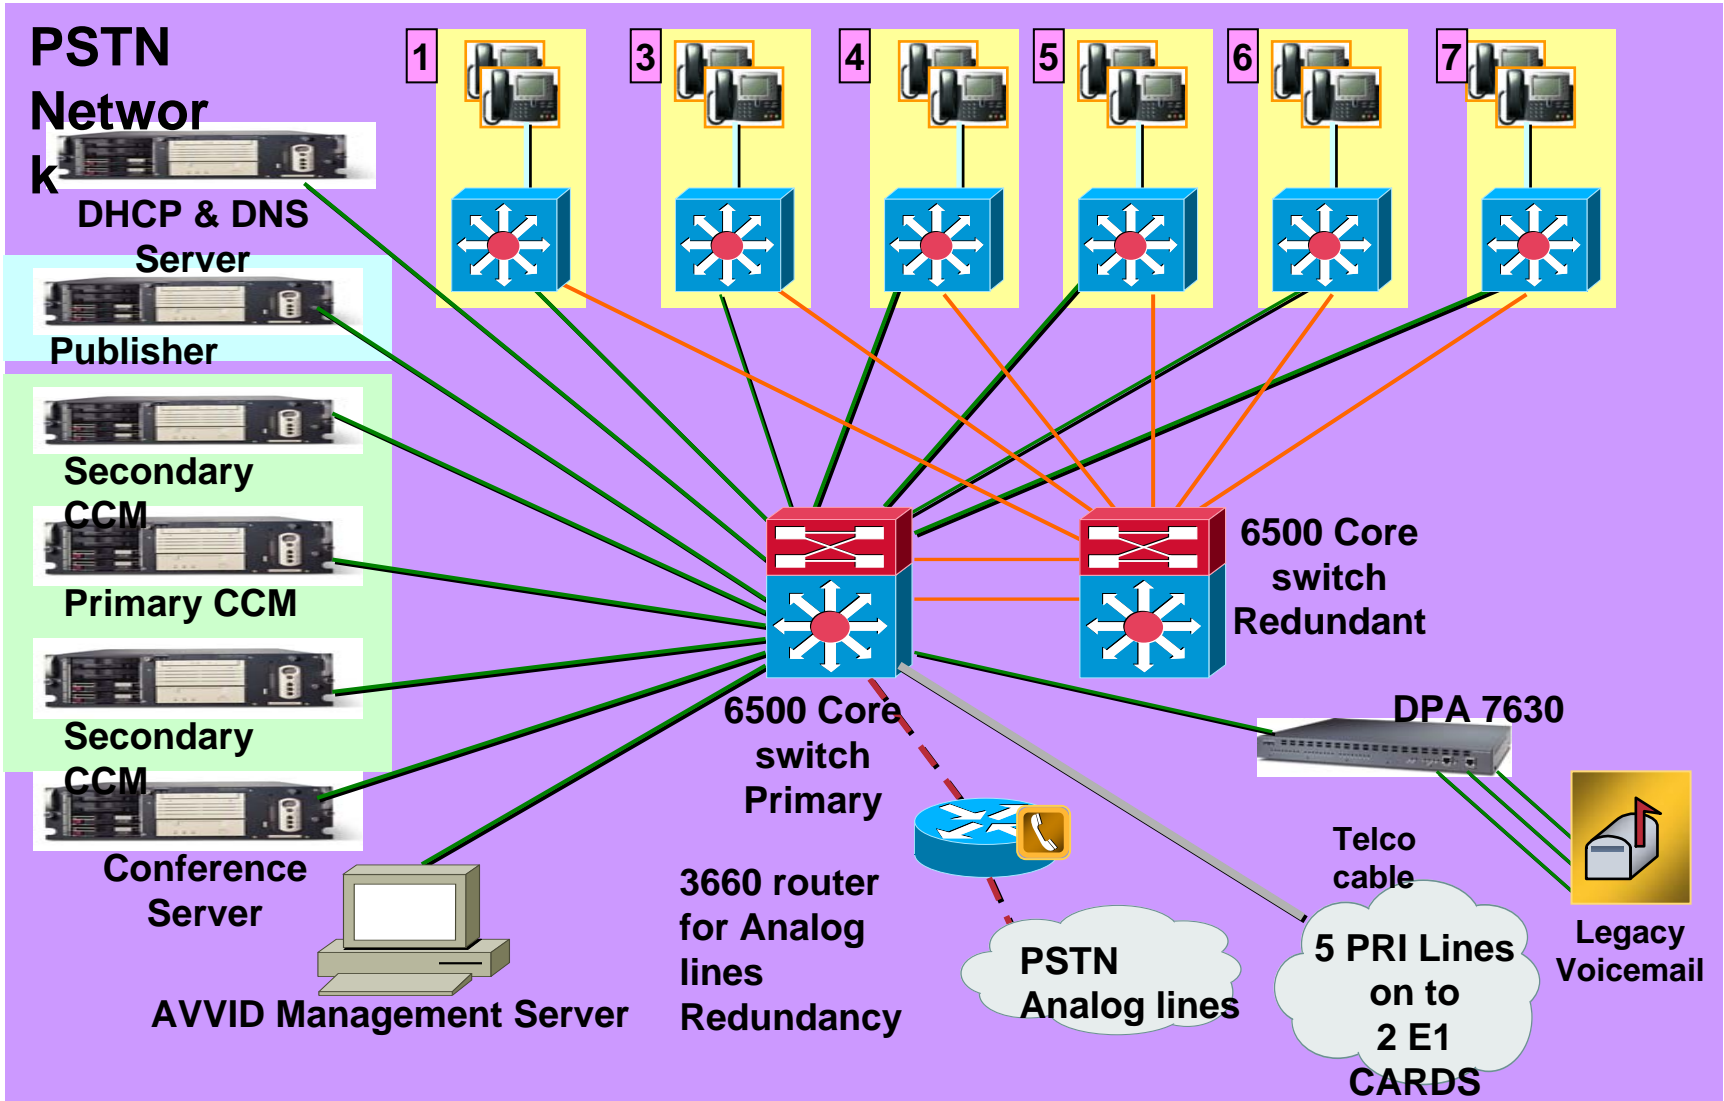 PSTN
Networ
k
1
3
4
5
6
7
DHCP & DNS
Server
Publisher
Secondary
CCM
Primary CCM
Secondary
CCM
Conference
Server
AVVID Management Server
6500 Core
switch
Primary
6500 Core
switch
Redundant
3660 router
for Analog
lines
Redundancy
PSTN
Analog lines
DPA 7630
Telco
cable
5 PRI Lines
on to
2 E1
CARDS
Legacy
Voicemail